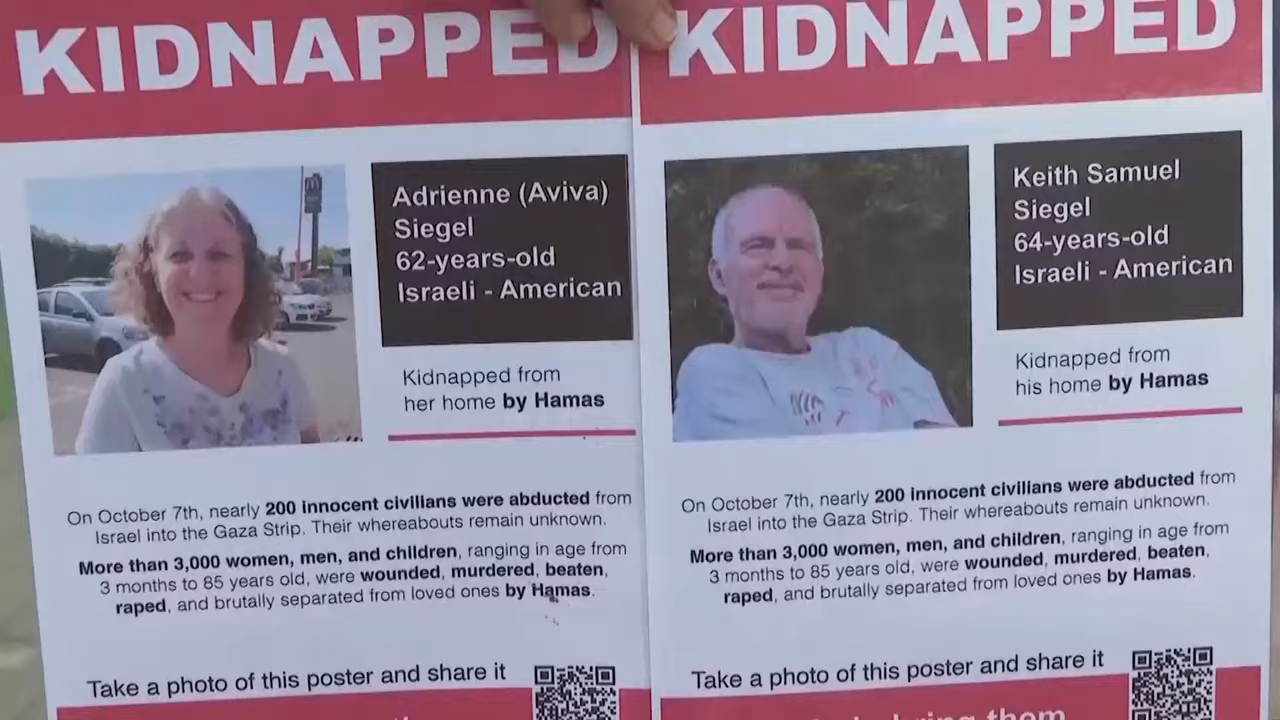 KIDNAPPED
Adrienne (Aviva)
Siegel
62-years-old
Israeli - American
Kidnapped from
her home by Hamas
On October 7th, nearly 200 innocent civilians were abducted from
Israel into the Gaza Strip. Their whereabouts remain unknown.
More than 3,000 women, men, and children, ranging in age from
3 months to 85 years old, were wounded, murdered, beaten,
raped, and brutally separated from loved ones by Hamas.
Take a photo of this poster and share it
KIDNAPPED
Keith Samuel
Siegel
64-years-old
Israeli - American
Kidnapped from
his home by Hamas
On October 7th, nearly 200 innocent civilians were abducted from
Israel into the Gaza Strip. Their whereabouts remain unknown.
More than 3,000 women, men, and children, ranging in age from
3 months to 85 years old, were wounded, murdered, beaten,
raped, and brutally separated from loved ones by Hamas.
Take a photo of this poster and share it
them